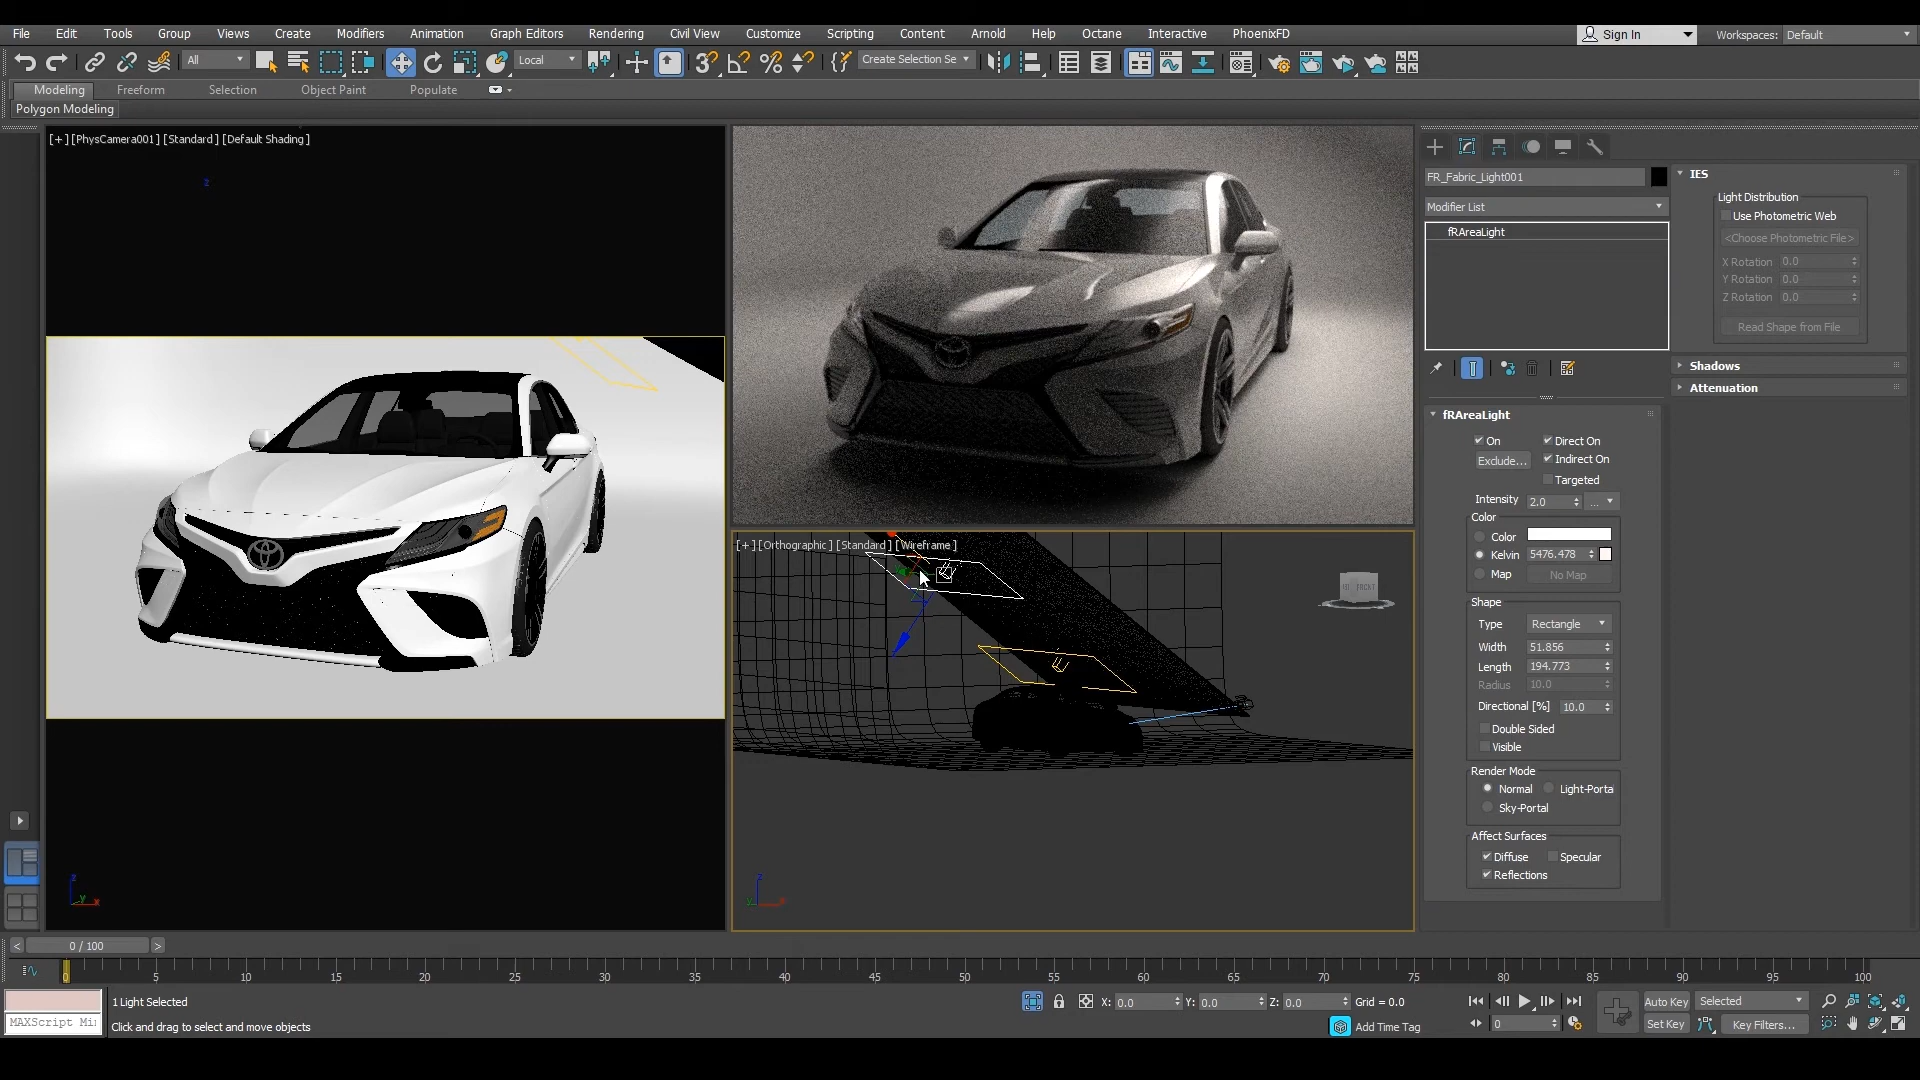 File Edit Tools Group Views Create Modifiers Animation Graph Editors Rendering Civil View Customize Scripting Content Arnold Help Octane Interactive PhoenixFD Sign In Workspaces: Default
All Local Create Selection Se
Modeling Freeform Selection Object Paint Populate
Polygon Modeling
[+] [PhysCamera001] [Standard] [Default Shading]
z
[+] [Orthographic] [Standard] [Wireframe]
FRONT
z
y x
z
y
FR_Fabric_Light001
Modifier List
fRAreaLight
fRAreaLight
On Direct On
Exclude... Indirect On
Targeted
Intensity 2.0 ...
Color
Color
Kelvin 5476.478
Map No Map
Shape
Type Rectangle
Width 51.856
Length 194.773
Radius 10.0
Directional [%] 10.0
Double Sided
Visible
Render Mode
Normal Light-Porta
Sky-Portal
Affect Surfaces
Diffuse Specular
Reflections
IES
Light Distribution
Use Photometric Web
<Choose Photometric File>
X Rotation 0.0
Y Rotation 0.0
Z Rotation 0.0
Read Shape from File
Shadows
Attenuation
< 0 / 100 >
0 5 10 15 20 25 30 35 40 45 50 55 60 65 70 75 80 85 90 95 100
1 Light Selected
MAXScript Mi
Click and drag to select and move objects
X: 0.0 Y: 0.0 Z: 0.0 Grid = 0.0
Add Time Tag
0
Auto Key Selected
Set Key Key Filters...